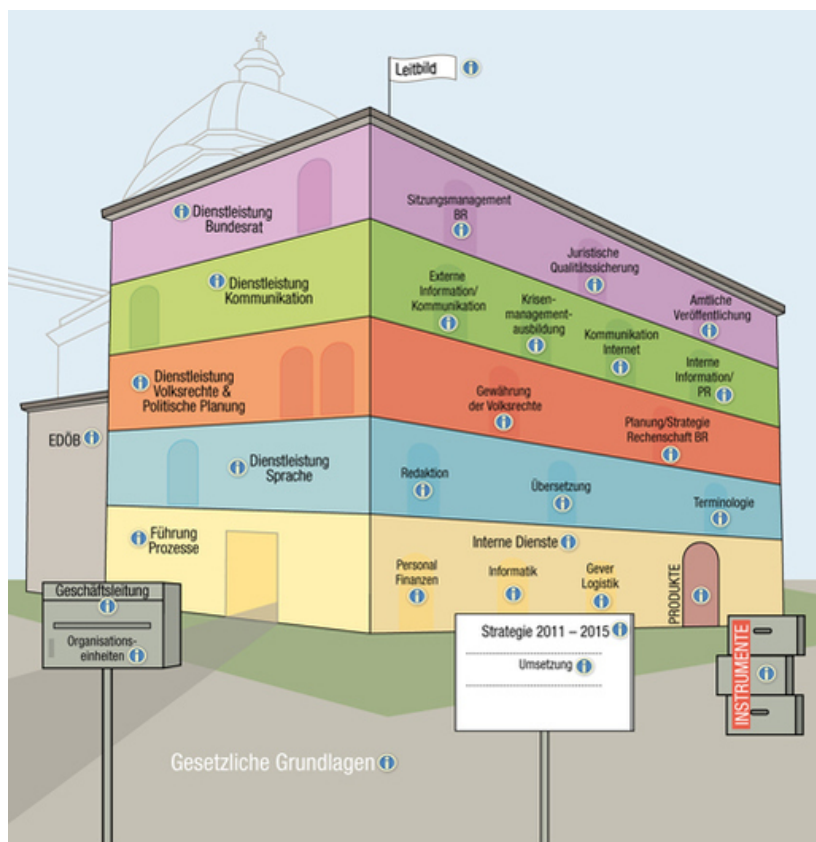 Leitbild
Dienstleistung
Bundesrat
Sitzungsmanagement
BR
Juristische
Qualitätssicherung
Amtliche
Veröffentlichung
Dienstleistung
Kommunikation
Externe
Information/
Kommunikation
Krisen-
management-
ausbildung
Kommunikation
Internet
Interne
Information/
PR
Dienstleistung
Volksrechte &
Politische Planung
Gewährung
der Volksrechte
Planung/Strategie
Rechenschaft BR
EDÖB
Dienstleistung
Sprache
Redaktion
Übersetzung
Terminologie
Führung
Prozesse
Interne Dienste
Personal
Finanzen
Informatik
Gever
Logistik
PRODUKTE
Geschäftsleitung
Organisations-
einheiten
Strategie 2011 – 2015
Umsetzung
INSTRUMENTE
Gesetzliche Grundlagen